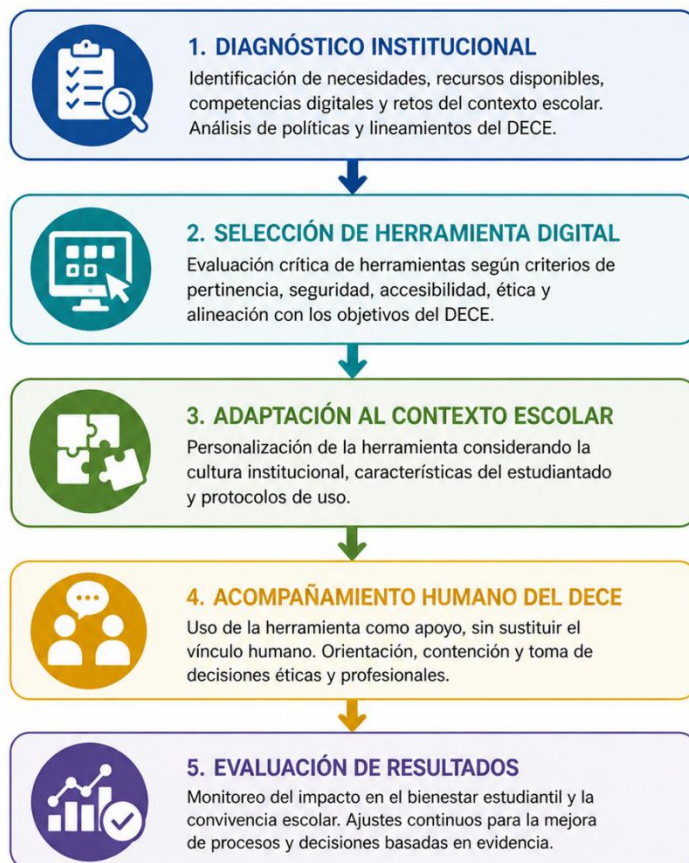 1. DIAGNÓSTICO INSTITUCIONAL
Identificación de necesidades, recursos disponibles,
competencias digitales y retos del contexto escolar.
Análisis de políticas y lineamientos del DECE.
2. SELECCIÓN DE HERRAMIENTA DIGITAL
Evaluación crítica de herramientas según criterios de
pertinencia, seguridad, accesibilidad, ética y
alineación con los objetivos del DECE.
3. ADAPTACIÓN AL CONTEXTO ESCOLAR
Personalización de la herramienta considerando la
cultura institucional, características del estudiantado
y protocolos de uso.
4. ACOMPAÑAMIENTO HUMANO DEL DECE
Uso de la herramienta como apoyo, sin sustituir el
vínculo humano. Orientación, contención y toma de
decisiones éticas y profesionales.
5. EVALUACIÓN DE RESULTADOS
Monitoreo del impacto en el bienestar estudiantil y la
convivencia escolar. Ajustes continuos para la mejora
de procesos y decisiones basadas en evidencia.